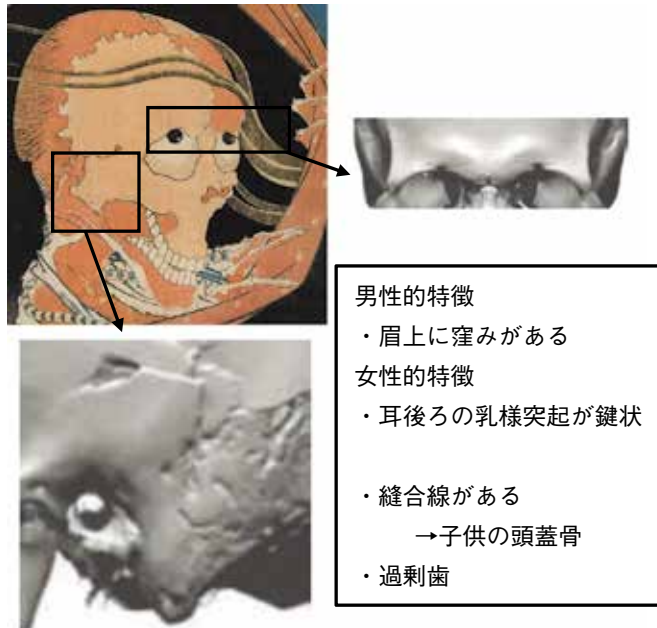 男性的特徴
・眉上に窪みがある
女性的特徴
・耳後ろの乳様突起が鍵状
・縫合線がある
→子供の頭蓋骨
・過剰歯